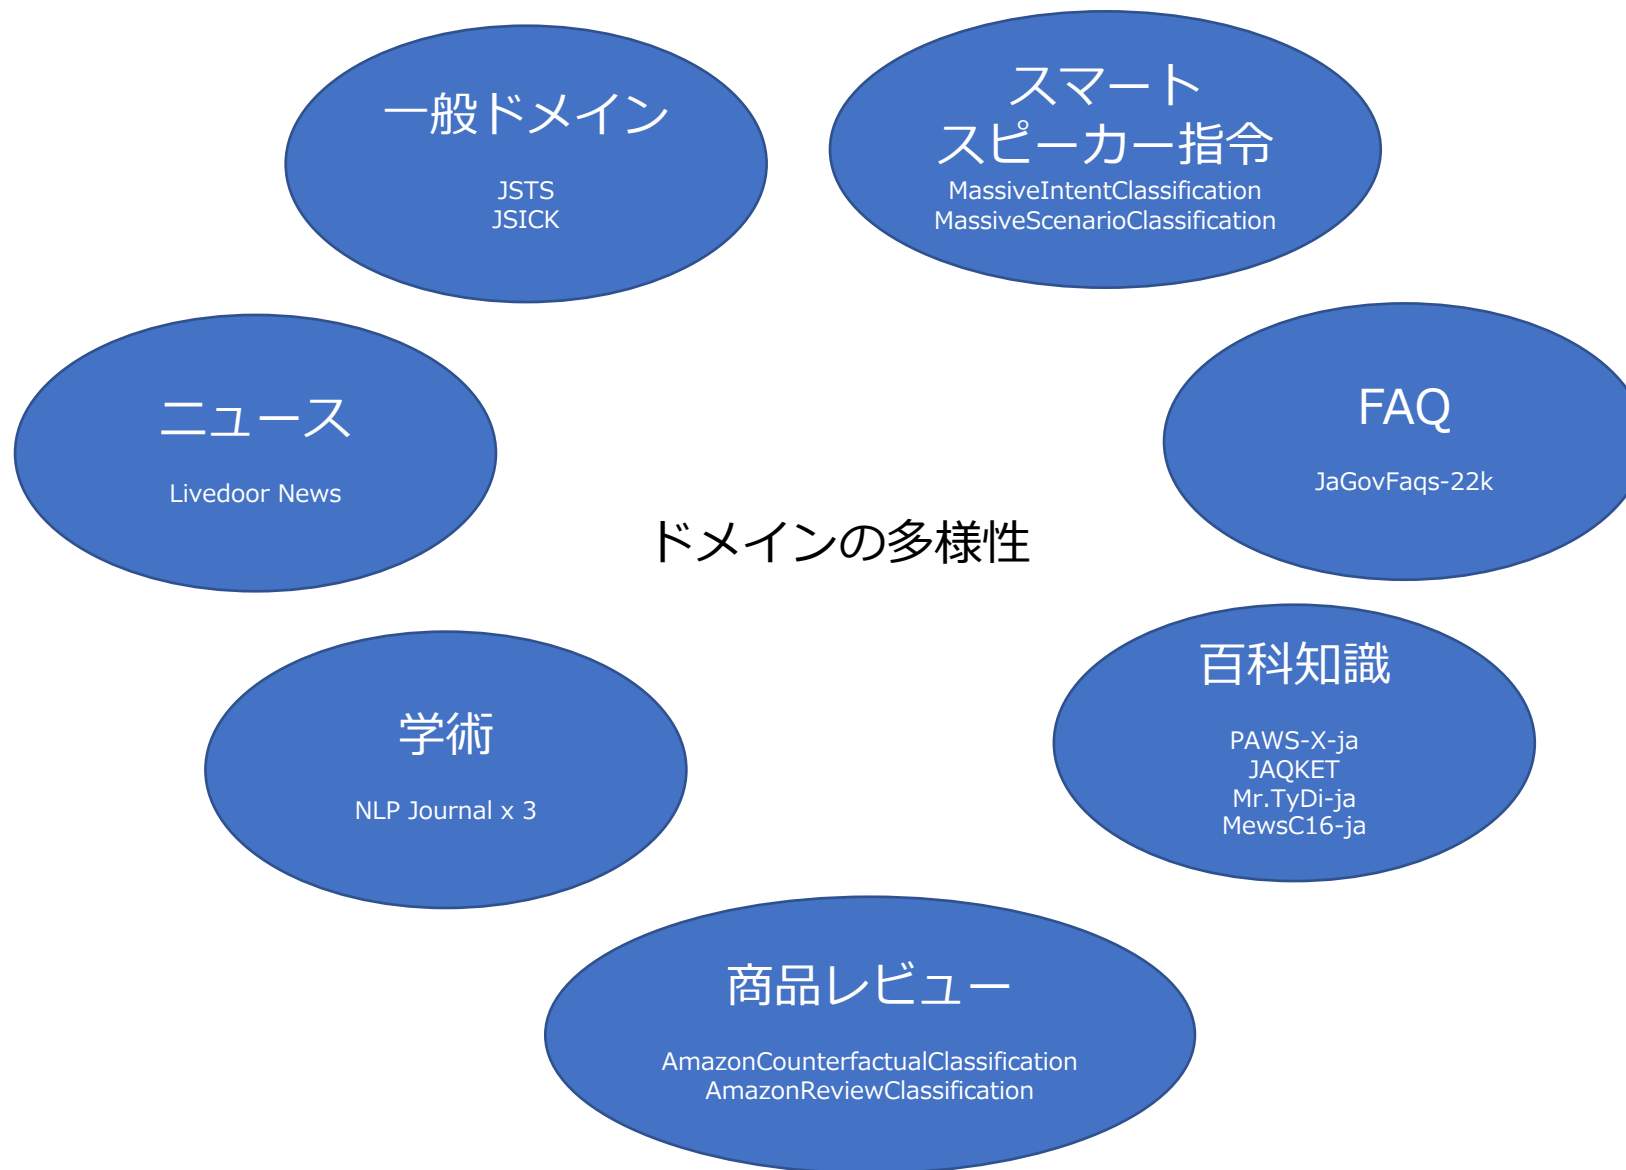 一般ドメイン
JSTS
JSICK
スマート
スピーカー指令
MassiveIntentClassification
MassiveScenarioClassification
ニュース
Livedoor News
FAQ
JaGovFaqs-22k
ドメインの多様性
学術
NLP Journal x 3
百科知識
PAWS-X-ja
JAQKET
Mr.TyDi-ja
MewsC16-ja
商品レビュー
AmazonCounterfactualClassification
AmazonReviewClassification